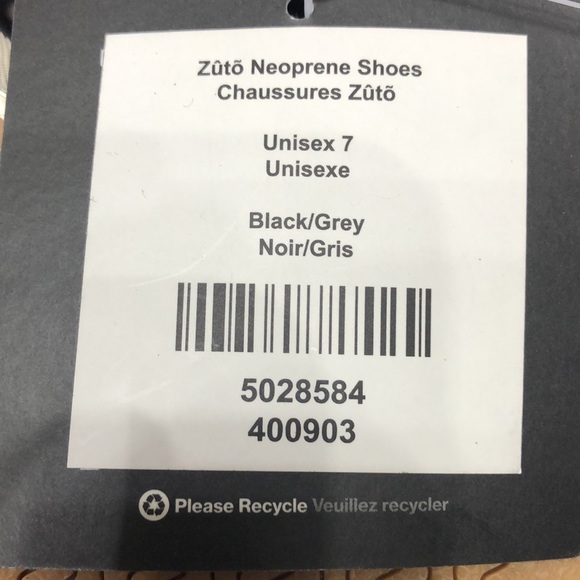 Zûtõ Neoprene Shoes
Chaussures Zûtõ
Unisex 7
Unisexe
Black/Grey
Noir/Gris
5028584
400903
Please Recycle Veuillez recycler